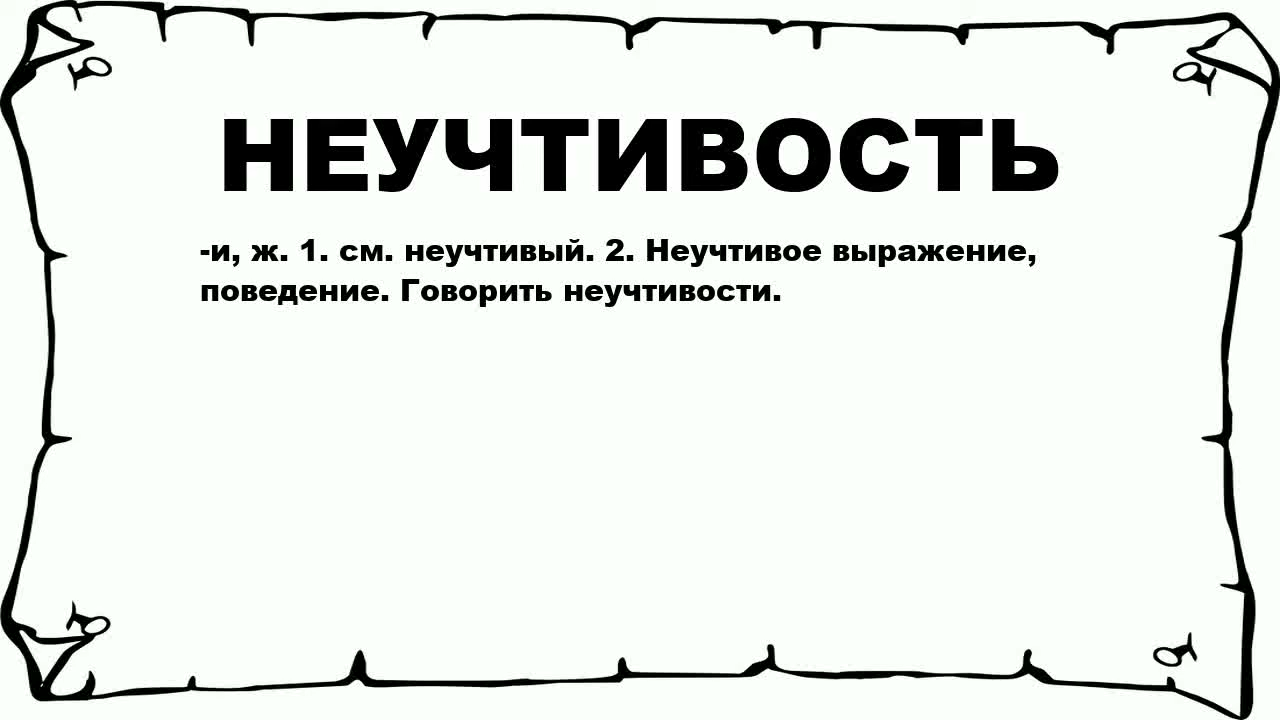 НЕУЧТИВОСТЬ
-и, ж. 1. см. неучтивый. 2. Неучтивое выражение,
поведение. Говорить неучтивости.